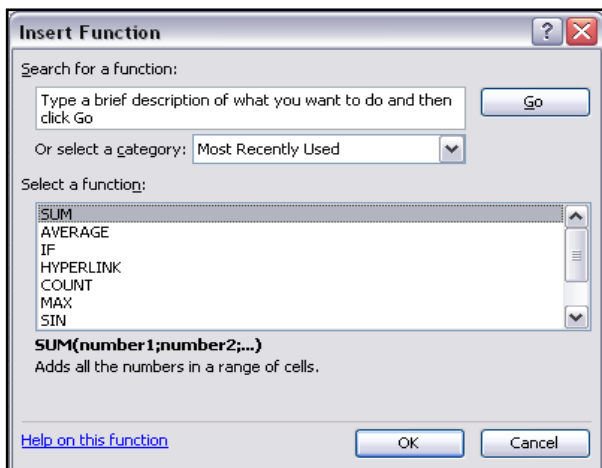 Insert Function
Search for a function:
Type a brief description of what you want to do and then
click Go
Go
Or select a category: Most Recently Used
Select a function:
SUM
AVERAGE
IF
HYPERLINK
COUNT
MAX
SIN
SUM(number1;number2;...)
Adds all the numbers in a range of cells.
Help on this function
OK
Cancel